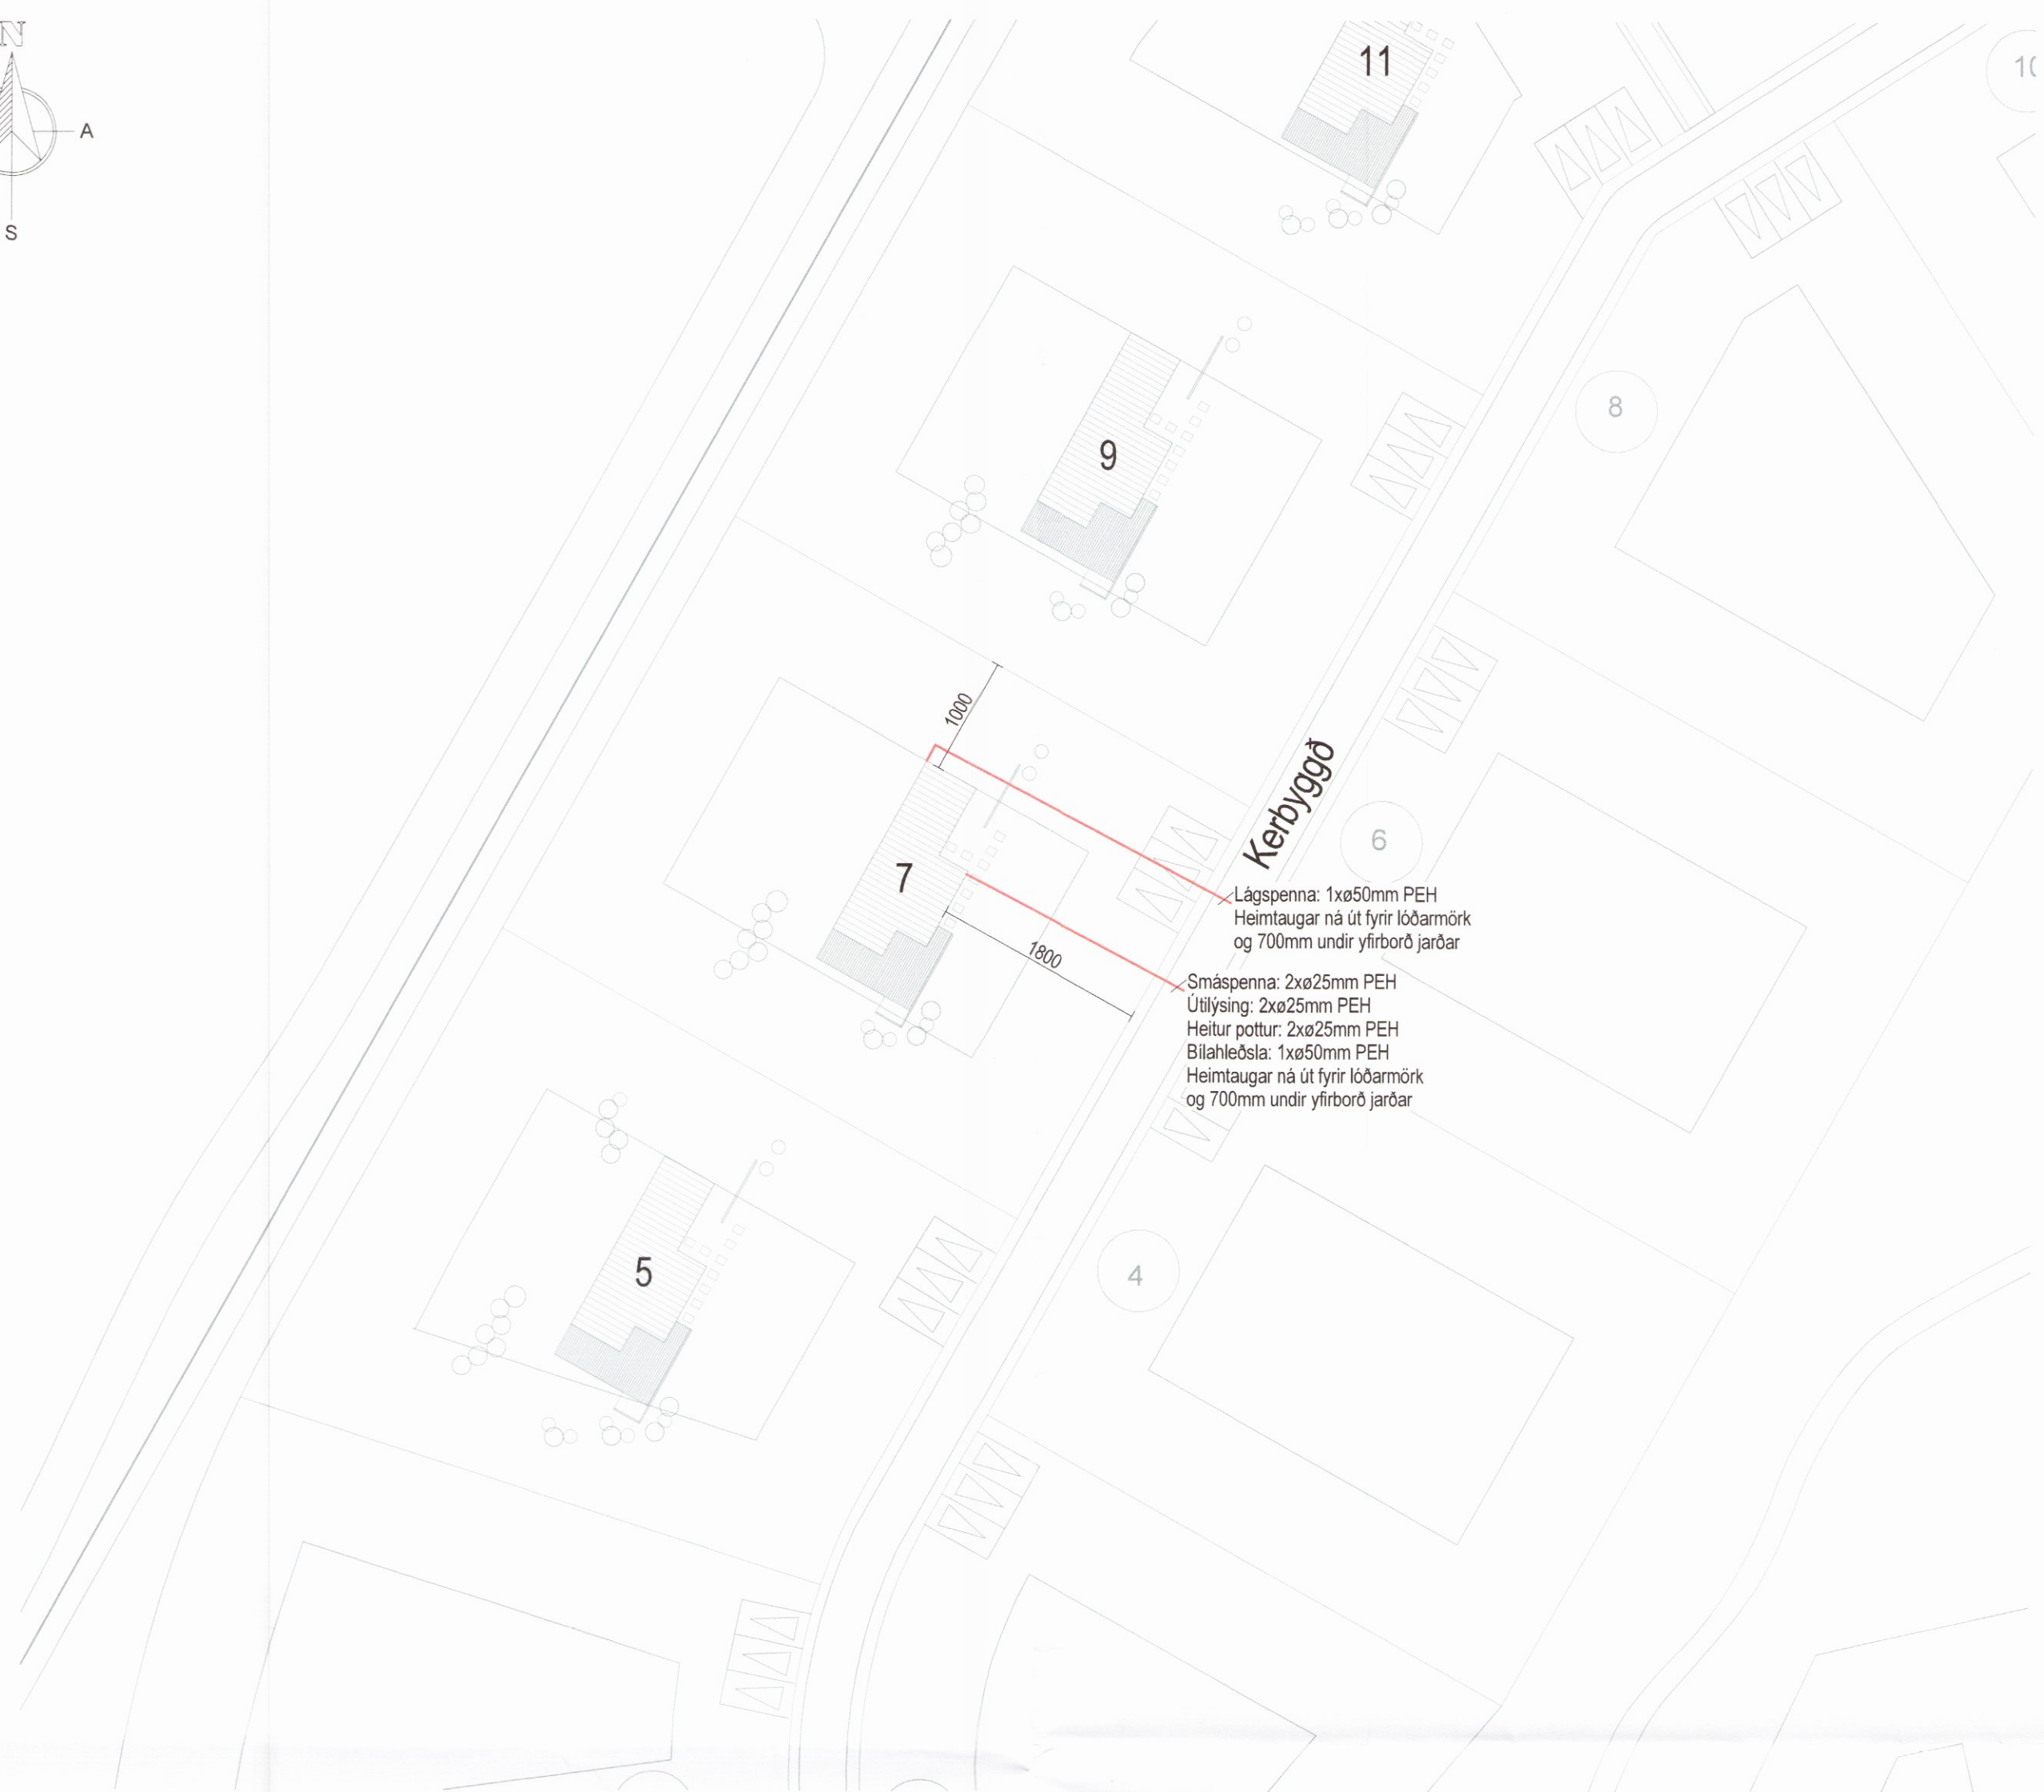 N
A
S
11
10
9
8
1000
Kerbyggð
7
6
Lágspenna: 1xø50mm PEH
Heimtaugar ná út fyrir lóðarmörk
og 700mm undir yfirborð jarðar
1800
Smáspenna: 2xø25mm PEH
Útilýsing: 2xø25mm PEH
Heitur pottur: 2xø25mm PEH
Bílahleðsla: 1xø50mm PEH
Heimtaugar ná út fyrir lóðarmörk
og 700mm undir yfirborð jarðar
5
4